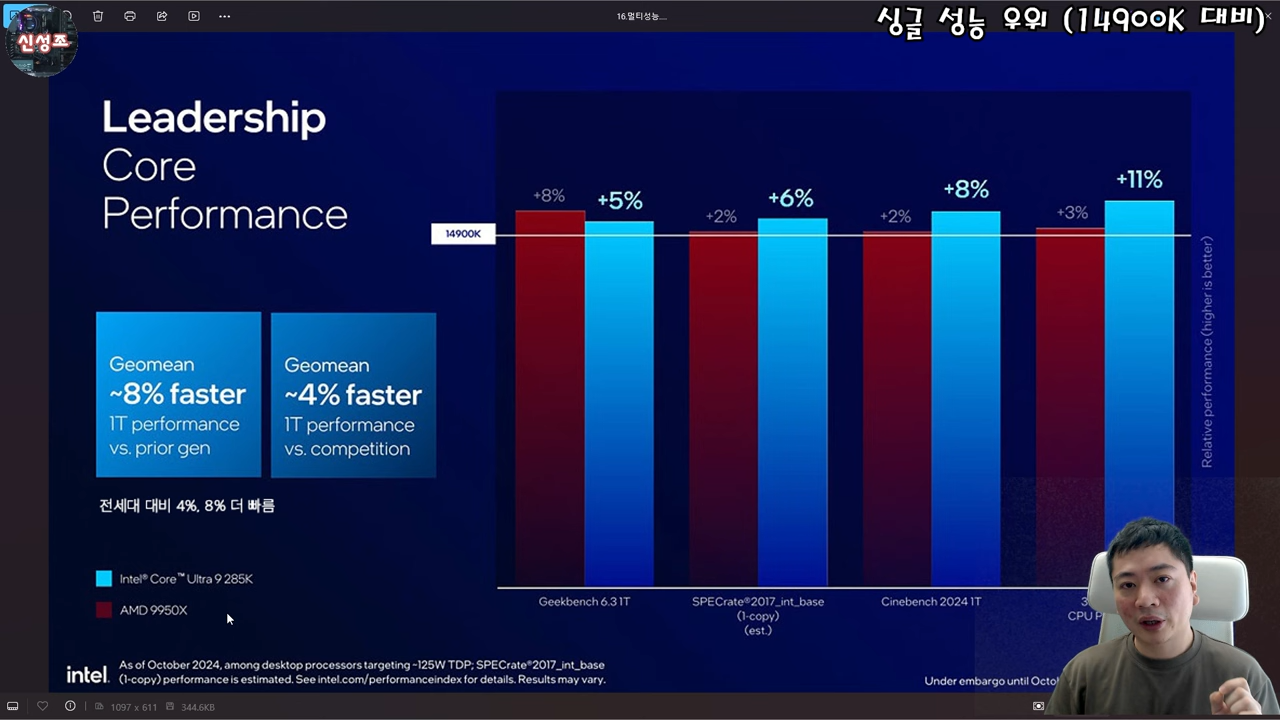 16.멀티성능...
싱글 성능 우위 (14900K 대비)
신성조
Leadership
Core
Performance
14900K
+8%
+5%
+2%
+6%
+2%
+8%
+3%
+11%
Relative performance (higher is better)
Geomean
~8% faster
1T performance
vs. prior gen
Geomean
~4% faster
1T performance
vs. competition
전세대 대비 4%, 8% 더 빠름
Intel® Core™ Ultra 9 285K
AMD 9950X
Geekbench 6.3 1T
SPECrate®2017_int_base
(1-copy)
(est.)
Cinebench 2024 1T
3
CPU P
intel.
As of October 2024, among desktop processors targeting ~125W TDP; SPECrate®2017_int_base
(1-copy) performance is estimated. See intel.com/performanceindex for details. Results may vary.
Under embargo until Octo
1097 x 611
344.6KB